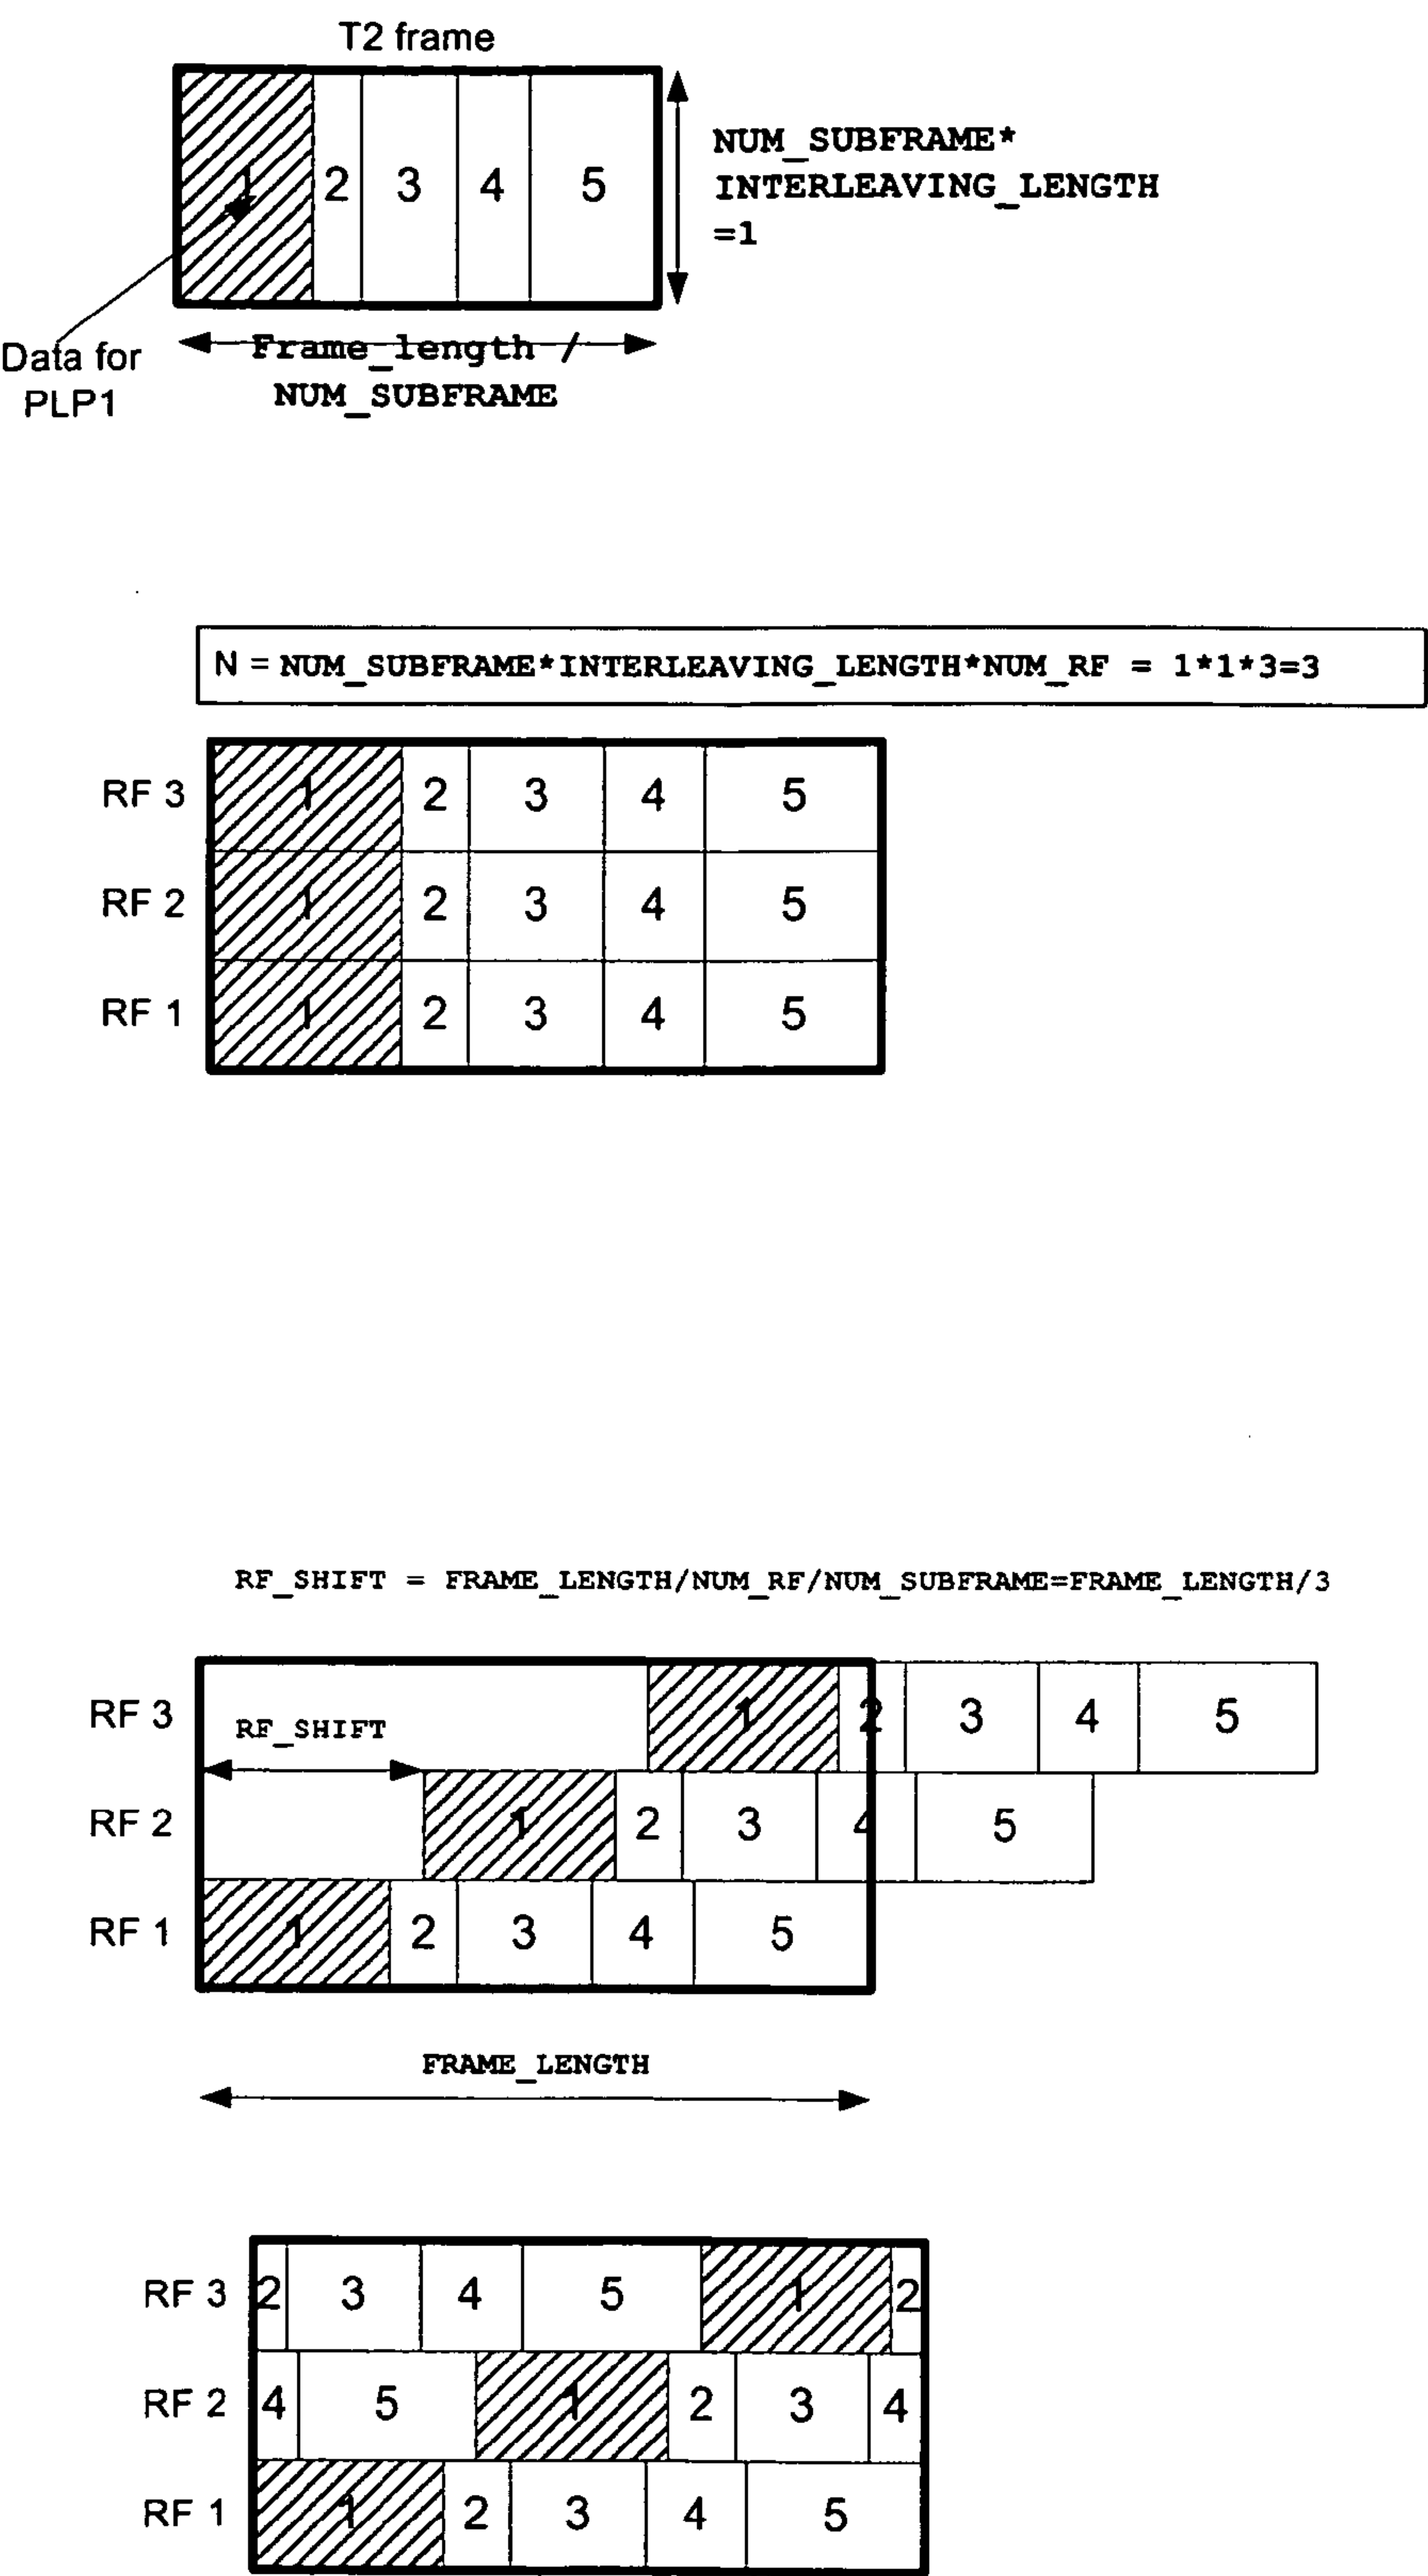 T2 frame
1 2 3 4 5
NUM_SUBFRAME*
INTERLEAVING_LENGTH
=1
Data for
PLP1
Frame_length /
NUM_SUBFRAME
N = NUM_SUBFRAME*INTERLEAVING_LENGTH*NUM_RF = 1*1*3=3
RF 3 1 2 3 4 5
RF 2 1 2 3 4 5
RF 1 1 2 3 4 5
RF_SHIFT = FRAME_LENGTH/NUM_RF/NUM_SUBFRAME=FRAME_LENGTH/3
RF 3 1 2 3 4 5
RF_SHIFT
RF 2 1 2 3 4 5
RF 1 1 2 3 4 5
FRAME_LENGTH
RF 3 2 3 4 5 1 2
RF 2 4 5 1 2 3 4
RF 1 1 2 3 4 5